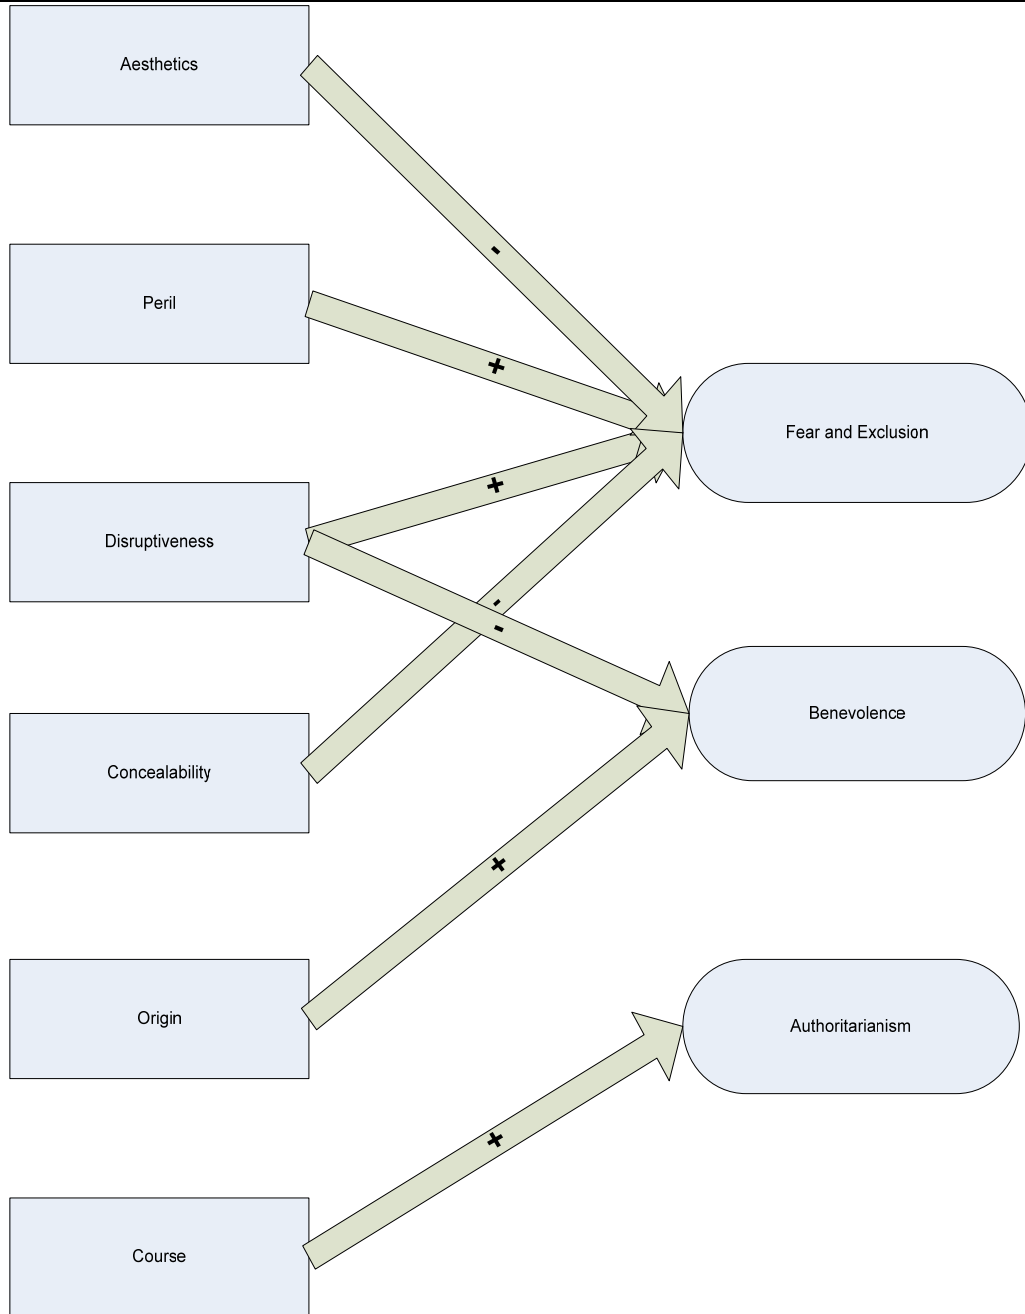 Aesthetics
-
Peril
+
Fear and Exclusion
+
Disruptiveness
-
-
Benevolence
Concealability
+
Origin
Authoritarianism
+
Course